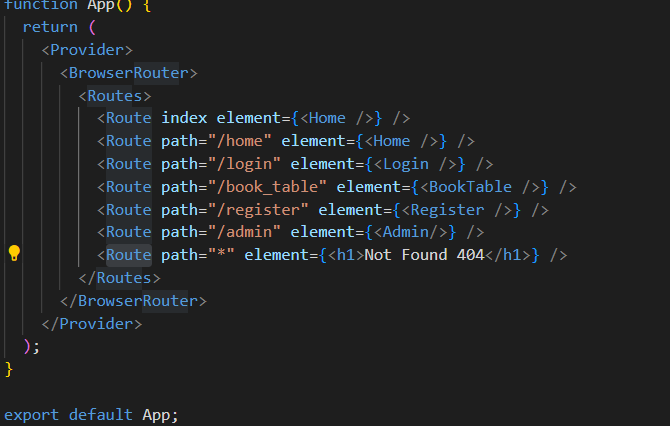 function App() {
  return (
    <Provider>
      <BrowserRouter>
        <Routes>
          <Route index element={<Home />} />
          <Route path="/home" element={<Home />} />
          <Route path="/login" element={<Login />} />
          <Route path="/book_table" element={<BookTable />} />
          <Route path="/register" element={<Register />} />
          <Route path="/admin" element={<Admin/>} />
          <Route path="*" element={<h1>Not Found 404</h1>} />
        </Routes>
      </BrowserRouter>
    </Provider>
  );
}
export default App;